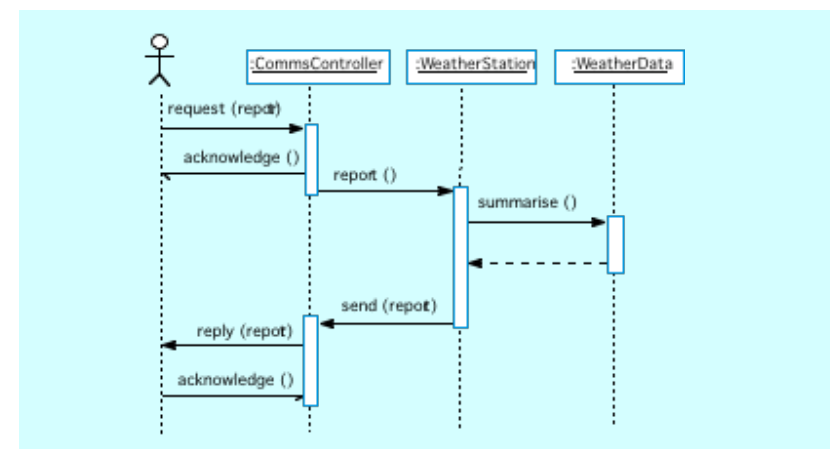 :CommsController
:WeatherStation
:WeatherData
request (report)
acknowledge ()
report ()
summarise ()
send (report)
reply (report)
acknowledge ()